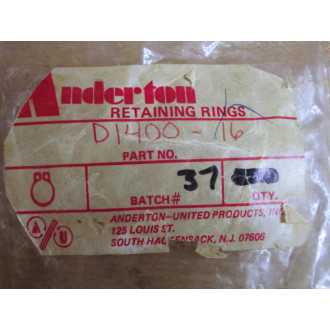 Anderton
RETAINING RINGS
D1400-16
PART NO.
37
BATCH# QTY.
ANDERTON-UNITED PRODUCTS, IN
125 LOUIS ST.
SOUTH HACKENSACK, N.J. 07606